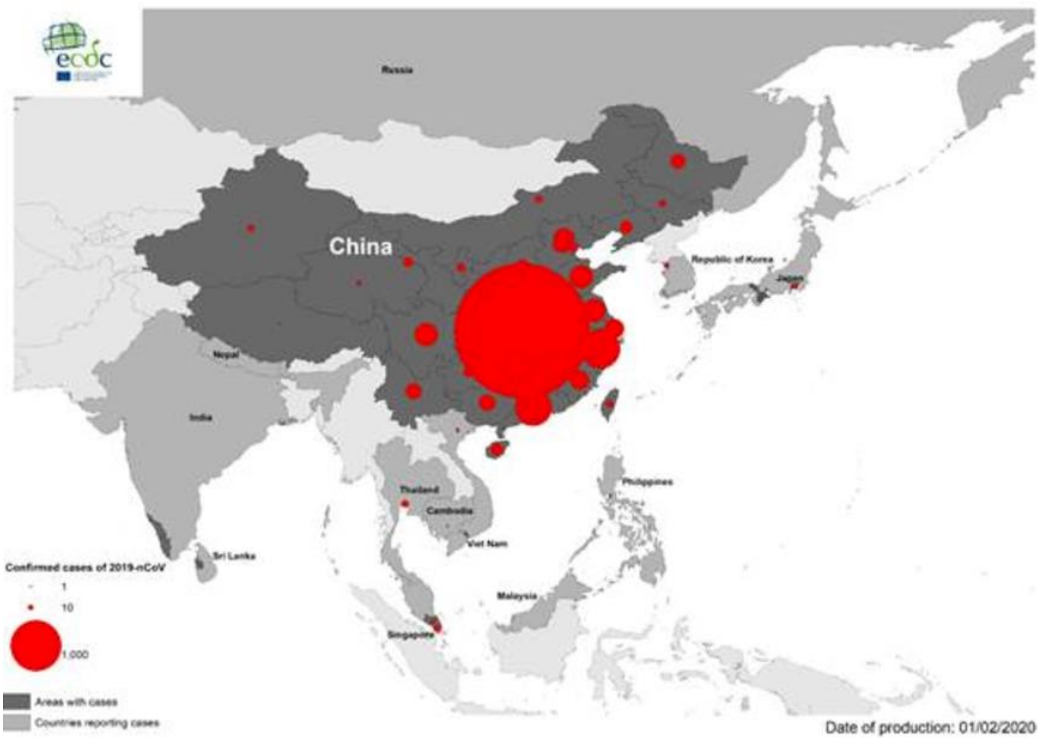 ecdc
Russia
China
Republic of Korea
Japan
Nepal
India
Philippines
Thailand
Cambodia
Viet Nam
Sri Lanka
Malaysia
Singapore
Confirmed cases of 2019-nCoV
1
10
1,000
Areas with cases
Countries reporting cases
Date of production: 01/02/2020